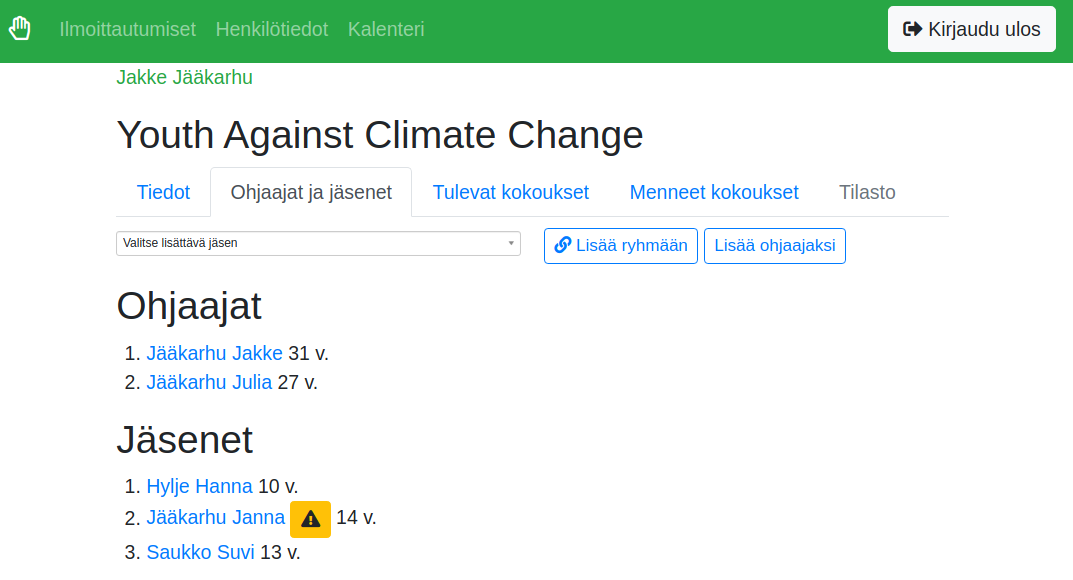 Ilmoittautumiset Henkilötiedot Kalenteri Kirjaudu ulos
Jakke Jääkarhu
Youth Against Climate Change
Tiedot Ohjaajat ja jäsenet Tulevat kokoukset Menneet kokoukset Tilasto
Valitse lisättävä jäsen Lisää ryhmään Lisää ohjaajaksi
Ohjaajat
1. Jääkarhu Jakke 31 v.
2. Jääkarhu Julia 27 v.
Jäsenet
1. Hylje Hanna 10 v.
2. Jääkarhu Janna 14 v.
3. Saukko Suvi 13 v.